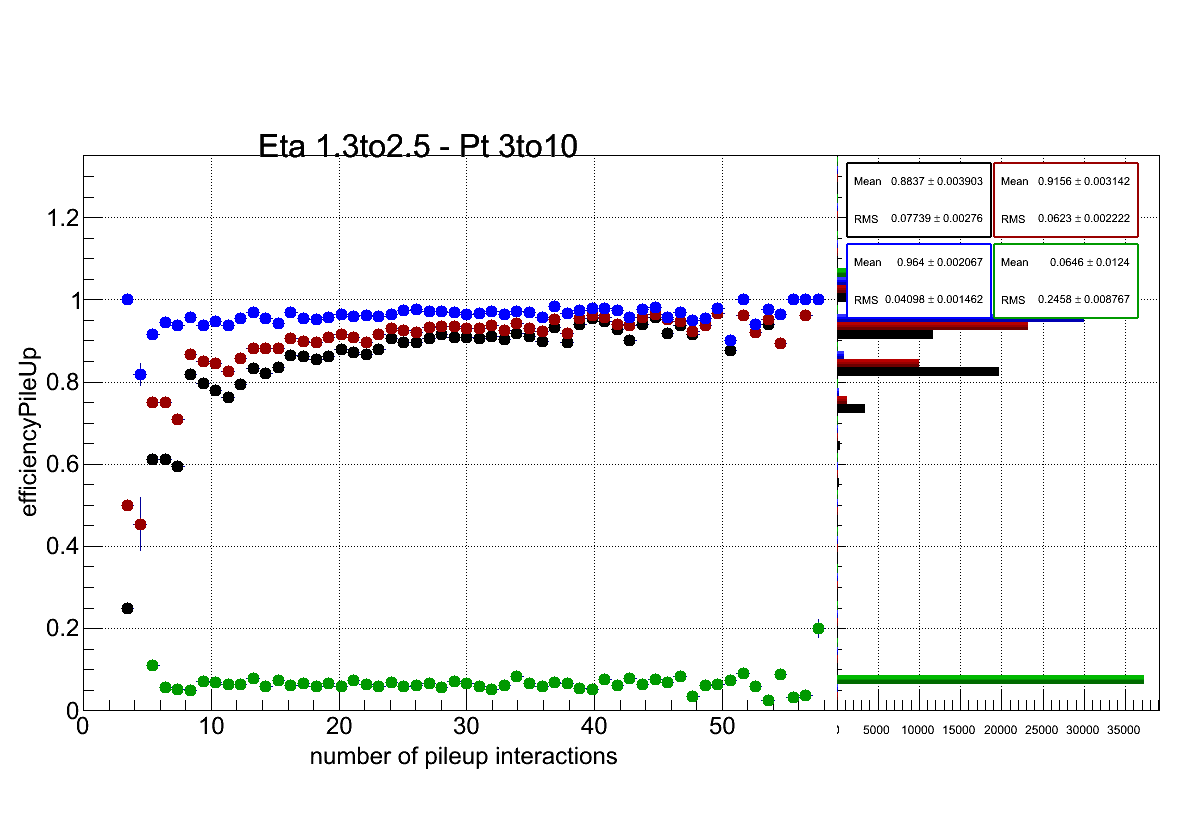 Eta 1.3to2.5 - Pt 3to10
Mean 0.8837 ± 0.003903
RMS 0.07739 ± 0.00276
Mean 0.9156 ± 0.003142
RMS 0.0623 ± 0.002222
Mean 0.964 ± 0.002067
RMS 0.04098 ± 0.001462
Mean 0.0646 ± 0.0124
RMS 0.2458 ± 0.008767
efficiencyPileUp
1.2
1
0.8
0.6
0.4
0.2
0
0 10 20 30 40 50
number of pileup interactions
5000 10000 15000 20000 25000 30000 35000